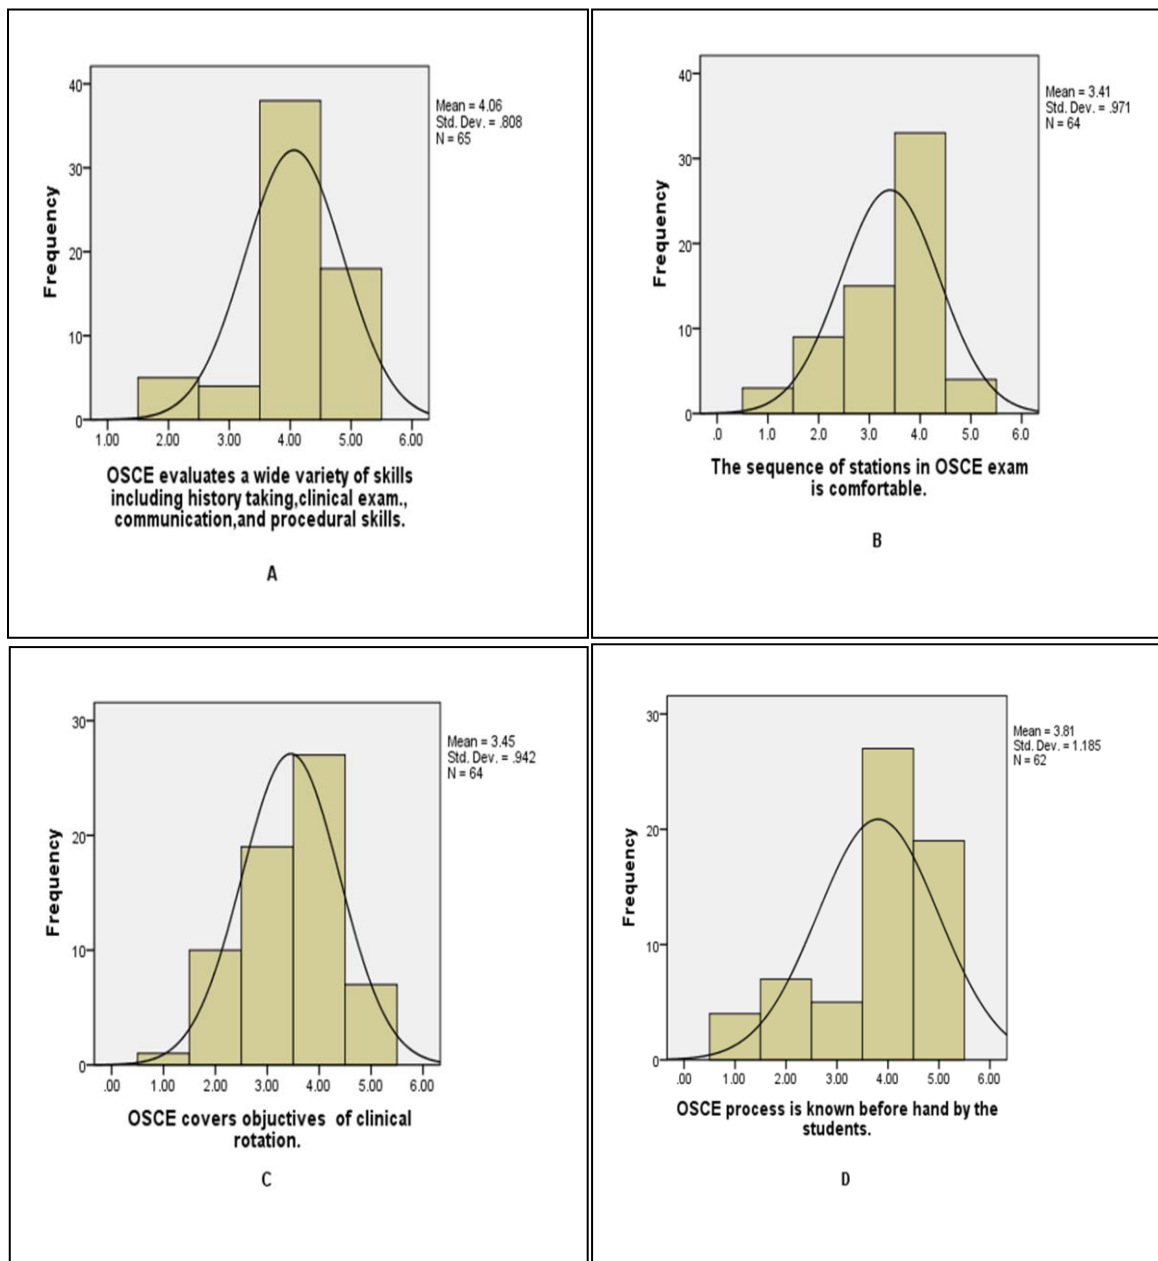 40
30
20
10
0
Frequency
1.00 2.00 3.00 4.00 5.00 6.00
Mean = 4.06
Std. Dev. = .808
N = 65
OSCE evaluates a wide variety of skills
including history taking,clinical exam.,
communication,and procedural skills.
A
40
30
20
10
0
Frequency
.0 1.0 2.0 3.0 4.0 5.0 6.0
Mean = 3.41
Std. Dev. = .971
N = 64
The sequence of stations in OSCE exam
is comfortable.
B
30
20
10
0
Frequency
.00 1.00 2.00 3.00 4.00 5.00 6.00
Mean = 3.45
Std. Dev. = .942
N = 64
OSCE covers objuctives of clinical
rotation.
C
30
20
10
0
Frequency
.00 1.00 2.00 3.00 4.00 5.00 6.00
Mean = 3.81
Std. Dev. = 1.185
N = 62
OSCE process is known before hand by the
students.
D